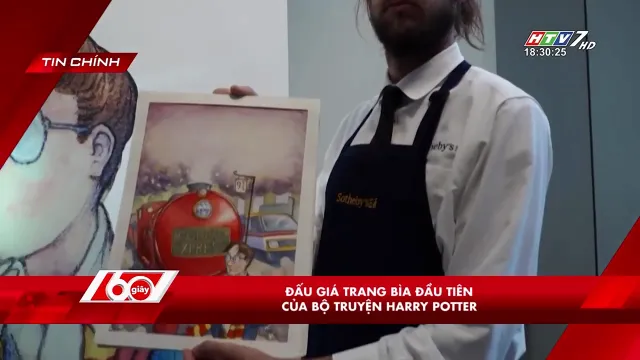 HTV7 HD
18:30:25
TIN CHÍNH
Sotheby's
60 giây
ĐẤU GIÁ TRANG BÌA ĐẦU TIÊN
CỦA BỘ TRUYỆN HARRY POTTER